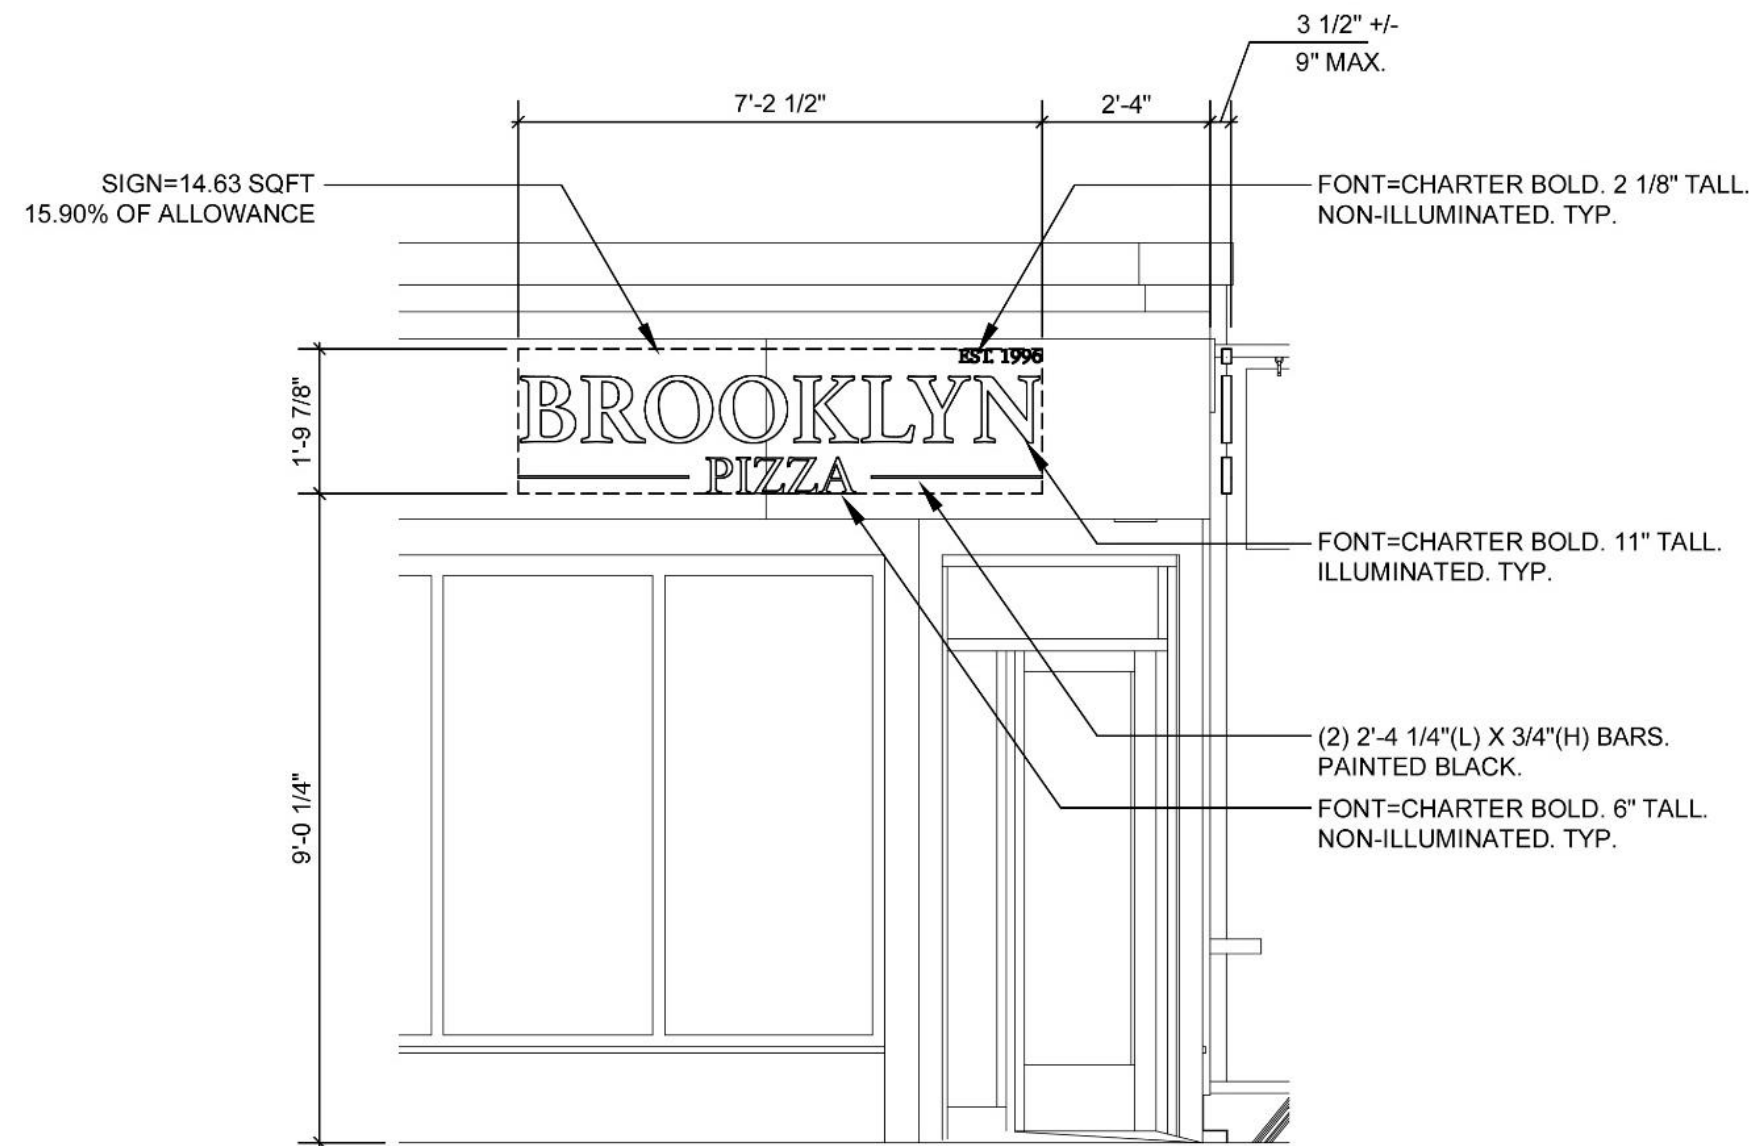 3 1/2" +/-
9" MAX.
7'-2 1/2"
2'-4"
SIGN=14.63 SQFT
15.90% OF ALLOWANCE
FONT=CHARTER BOLD. 2 1/8" TALL.
NON-ILLUMINATED. TYP.
EST. 1996
BROOKLYN
PIZZA
1'-9 7/8"
FONT=CHARTER BOLD. 11" TALL.
ILLUMINATED. TYP.
(2) 2'-4 1/4"(L) X 3/4"(H) BARS.
PAINTED BLACK.
FONT=CHARTER BOLD. 6" TALL.
NON-ILLUMINATED. TYP.
9'-0 1/4"